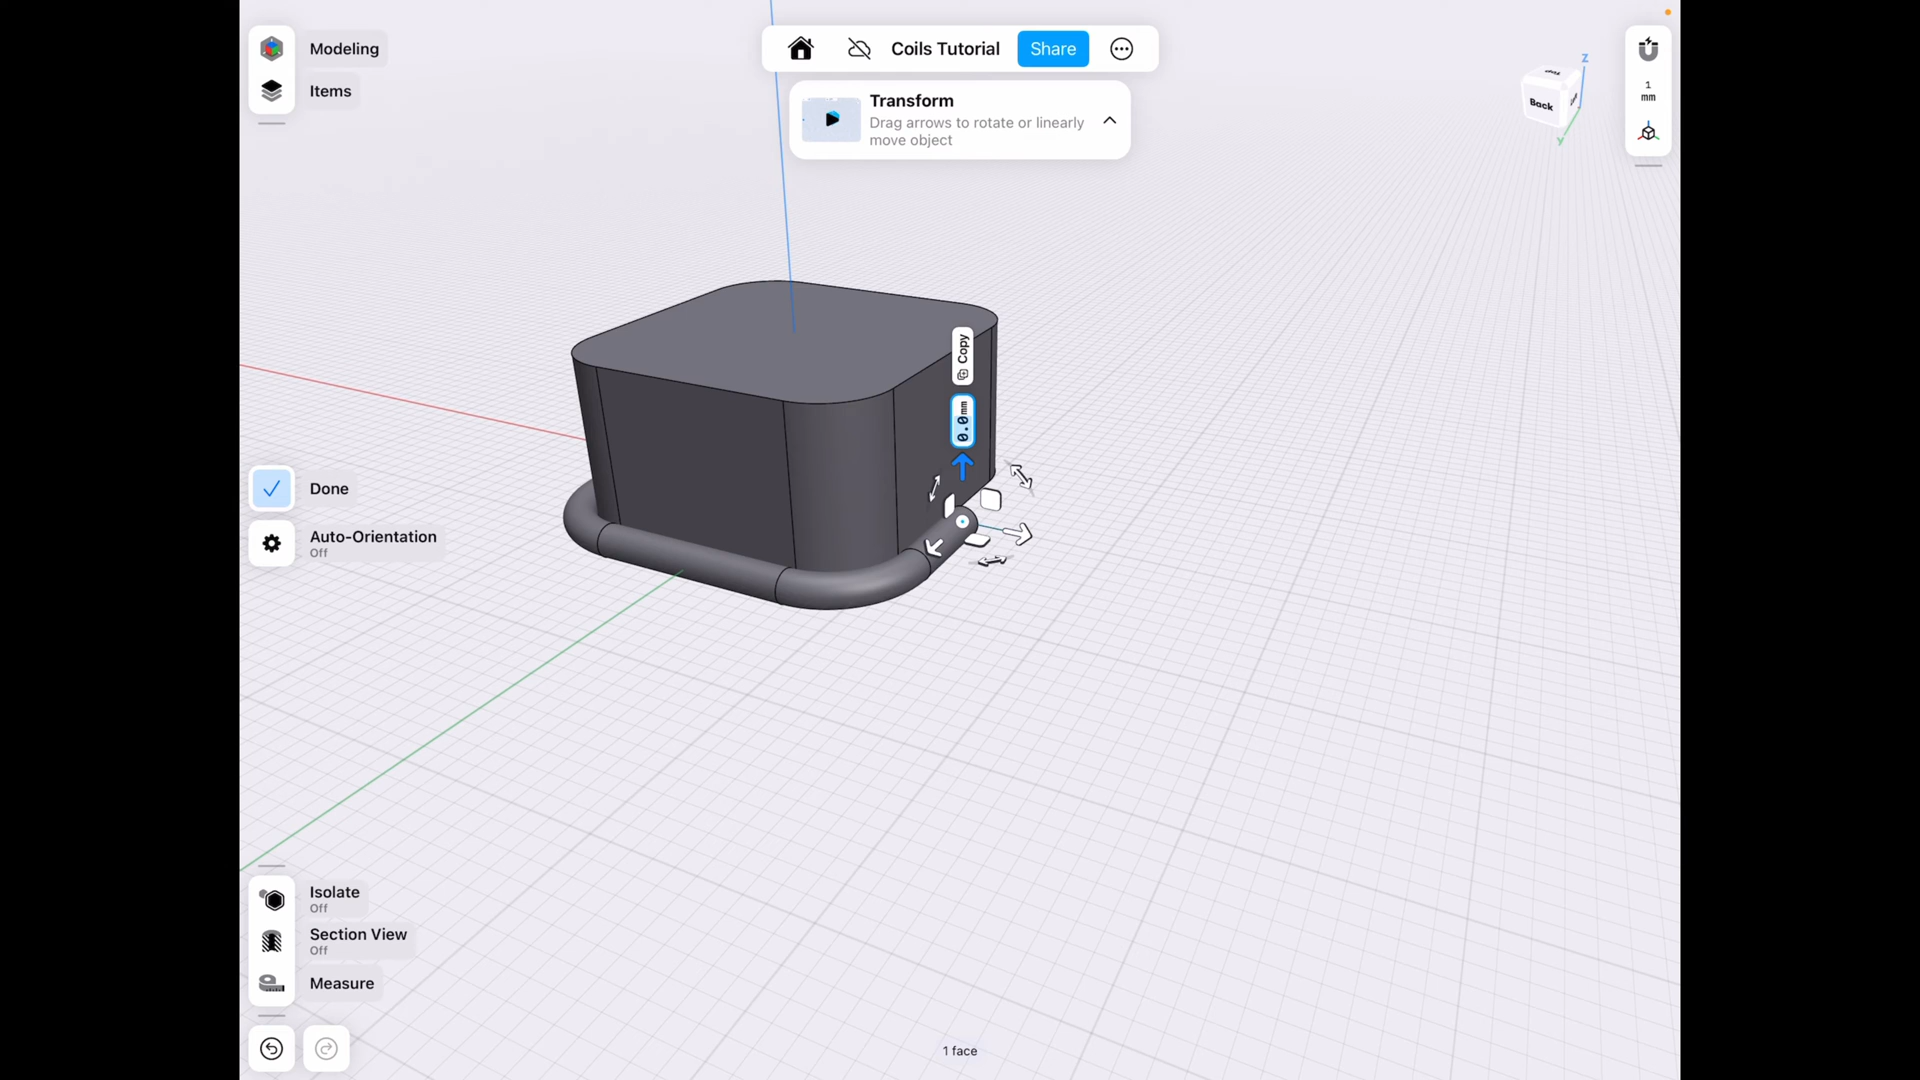 Modeling
Items
Coils Tutorial
Share
Transform
Drag arrows to rotate or linearly
move object
Z
Top
Back
Y
1
mm
Copy
0.0mm
Done
Auto-Orientation
Off
Isolate
Off
Section View
Off
Measure
1 face